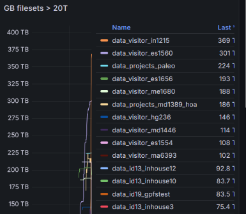 GB filesets > 20T
Name Last
400 TB
375 TB
350 TB
325 TB
300 TB
275 TB
250 TB
225 TB
200 TB
175 TB
150 TB
data_visitor_in1215 369 T
data_visitor_es1560 301
data_projects_paleo 224 T
data_visitor_es1656 193
data_visitor_me1680 188
data_projects_md1389_hoa 186
data_visitor_hg236 146
data_visitor_md1446 114
data_visitor_es1554 108
data_visitor_ma6393 102
data_id13_inhouse12 92.8
data_id13_inhouse10 83.7
data_id19_gpfstest 83.5
data_id13_inhouse3 75.4